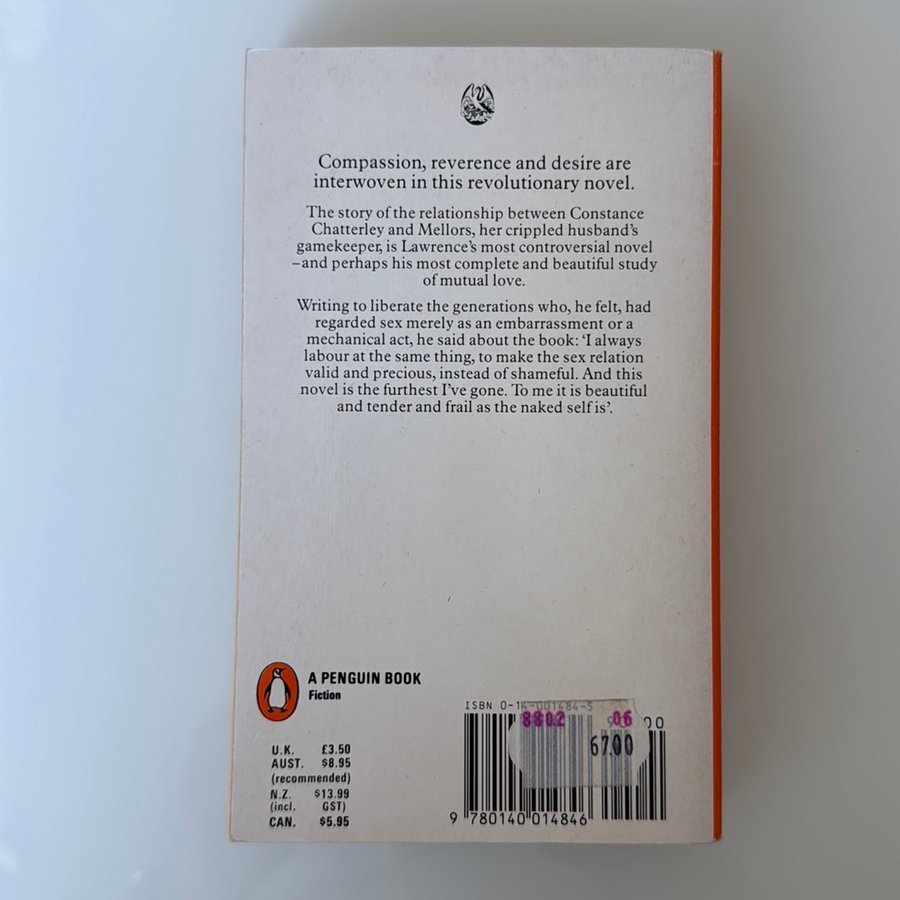 Compassion, reverence and desire are
interwoven in this revolutionary novel.
The story of the relationship between Constance
Chatterley and Mellors, her crippled husband's
gamekeeper, is Lawrence's most controversial novel
–and perhaps his most complete and beautiful study
of mutual love.
Writing to liberate the generations who, he felt, had
regarded sex merely as an embarrassment or a
mechanical act, he said about the book: 'I always
labour at the same thing, to make the sex relation
valid and precious, instead of shameful. And this
novel is the furthest I've gone. To me it is beautiful
and tender and frail as the naked self is'.
A PENGUIN BOOK
Fiction
U.K. £3.50
AUST. $8.95
(recommended)
N.Z. $13.99
(incl. GST)
CAN. $5.95
ISBN 0-14-001484-5
8802 06
67.00
9 780140 014846